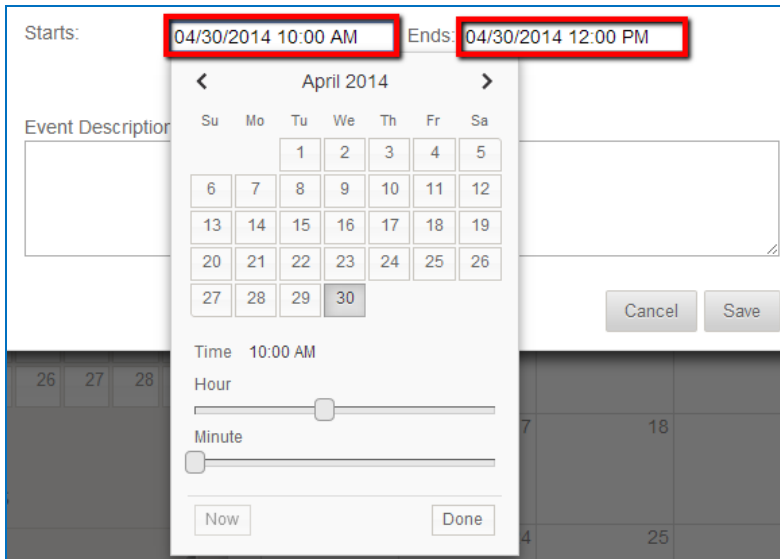 Starts: 04/30/2014 10:00 AM Ends: 04/30/2014 12:00 PM
April 2014
Su Mo Tu We Th Fr Sa
Event Description
1 2 3 4 5
6 7 8 9 10 11 12
13 14 15 16 17 18 19
20 21 22 23 24 25 26
27 28 29 30
Cancel Save
Time 10:00 AM
26 27 28
Hour
7 18
Minute
Now Done
4 25